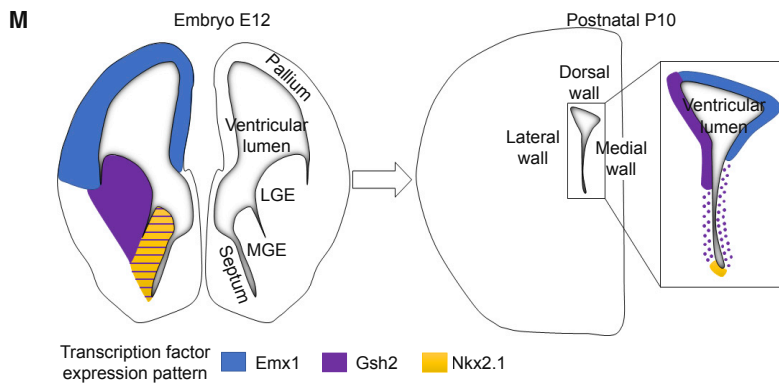 M
Embryo E12
Postnatal P10
Pallium
Ventricular
lumen
LGE
MGE
Septum
Dorsal
wall
Lateral
wall
Medial
wall
Ventricular
lumen
Transcription factor
expression pattern
Emx1
Gsh2
Nkx2.1